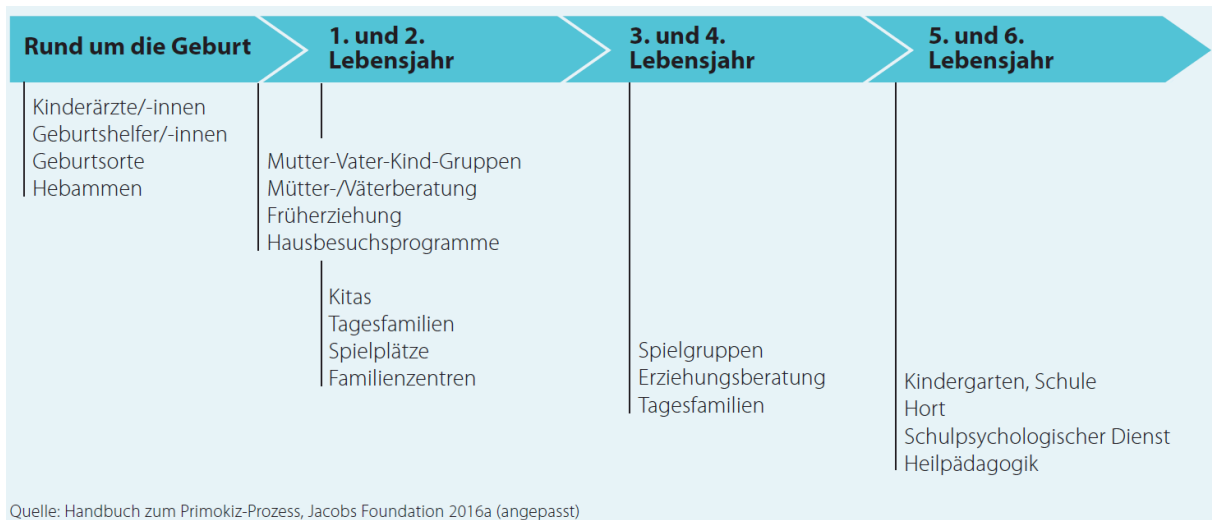 Rund um die Geburt
1. und 2.
Lebensjahr
3. und 4.
Lebensjahr
5. und 6.
Lebensjahr
Kinderärzte/-innen
Geburtshelfer/-innen
Geburtsorte
Hebammen
Mutter-Vater-Kind-Gruppen
Mütter-/Väterberatung
Früherziehung
Hausbesuchsprogramme
Kitas
Tagesfamilien
Spielplätze
Familienzentren
Spielgruppen
Erziehungsberatung
Tagesfamilien
Kindergarten, Schule
Hort
Schulpsychologischer Dienst
Heilpädagogik
Quelle: Handbuch zum Primokiz-Prozess, Jacobs Foundation 2016a (angepasst)